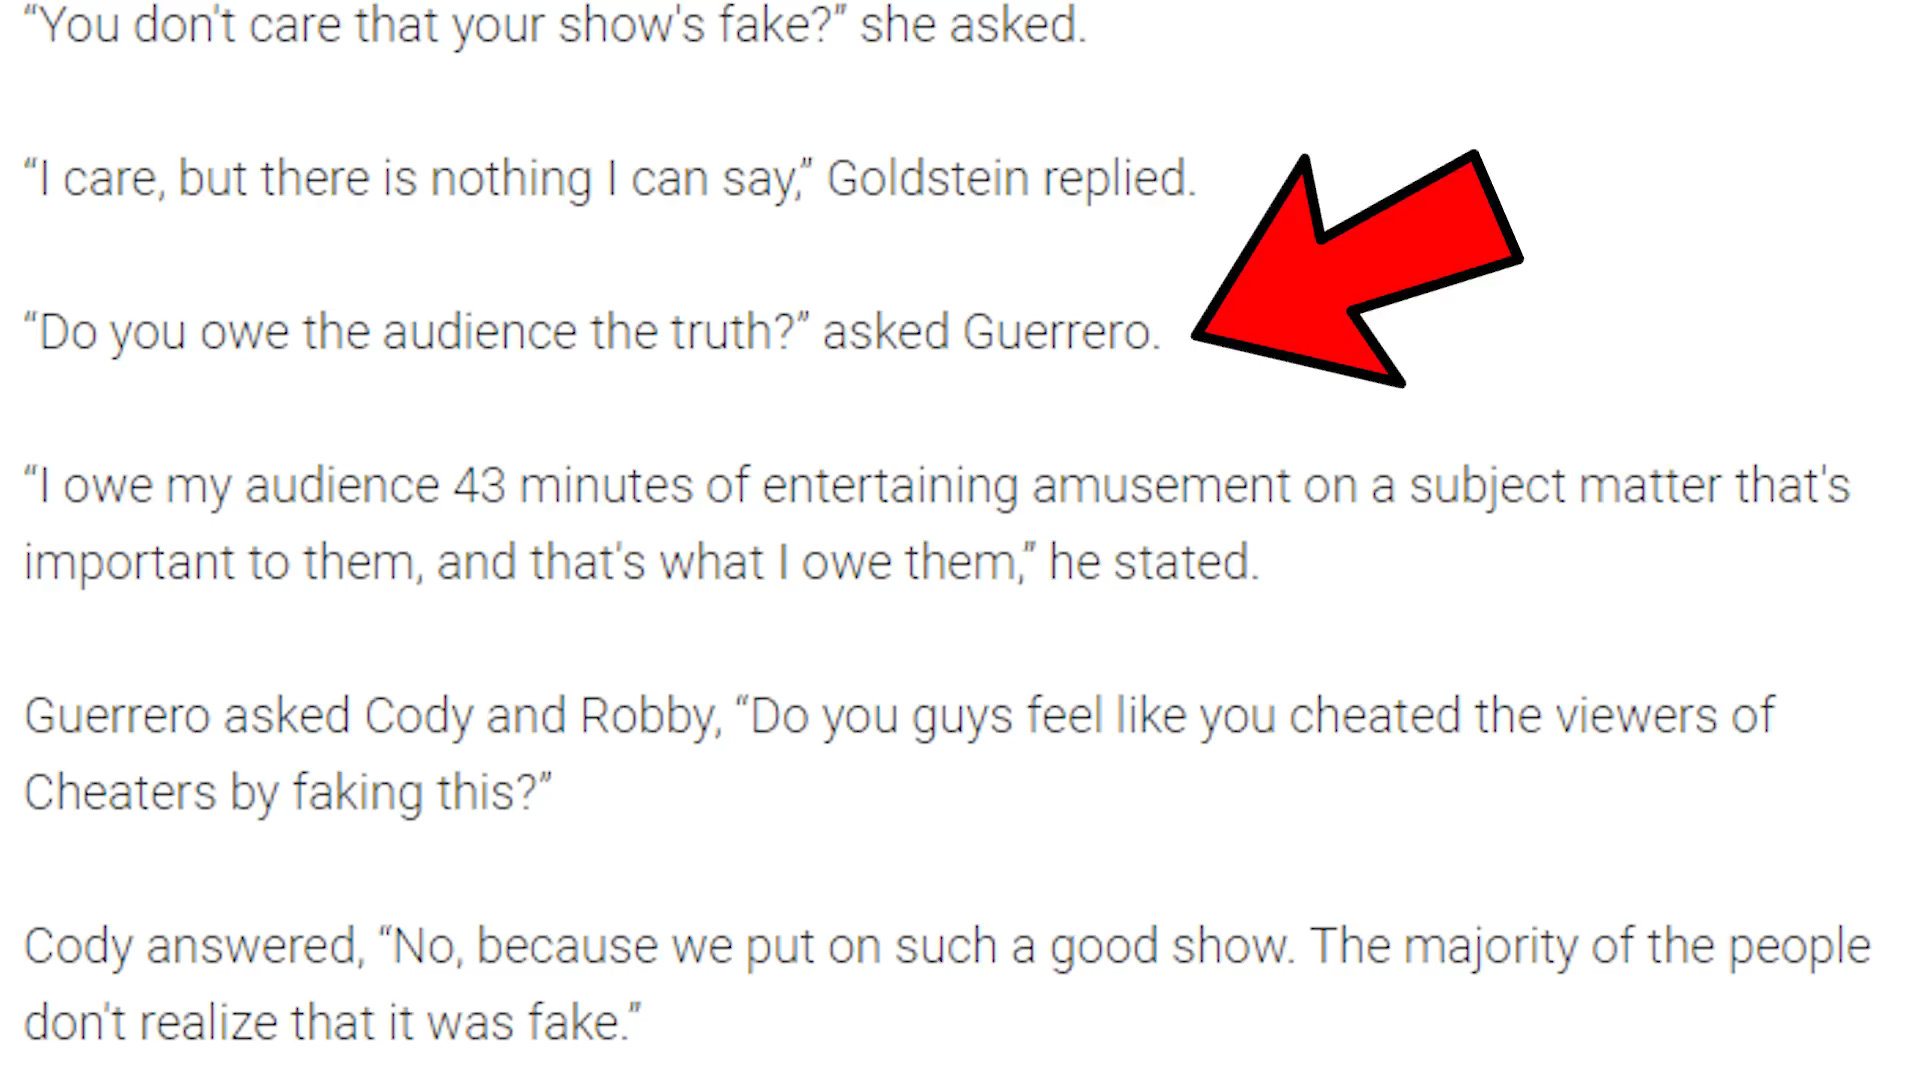 “You don't care that your show's fake?” she asked.
“I care, but there is nothing I can say,” Goldstein replied.
“Do you owe the audience the truth?” asked Guerrero.
“I owe my audience 43 minutes of entertaining amusement on a subject matter that's
important to them, and that's what I owe them,” he stated.
Guerrero asked Cody and Robby, “Do you guys feel like you cheated the viewers of
Cheaters by faking this?”
Cody answered, “No, because we put on such a good show. The majority of the people
don't realize that it was fake.”